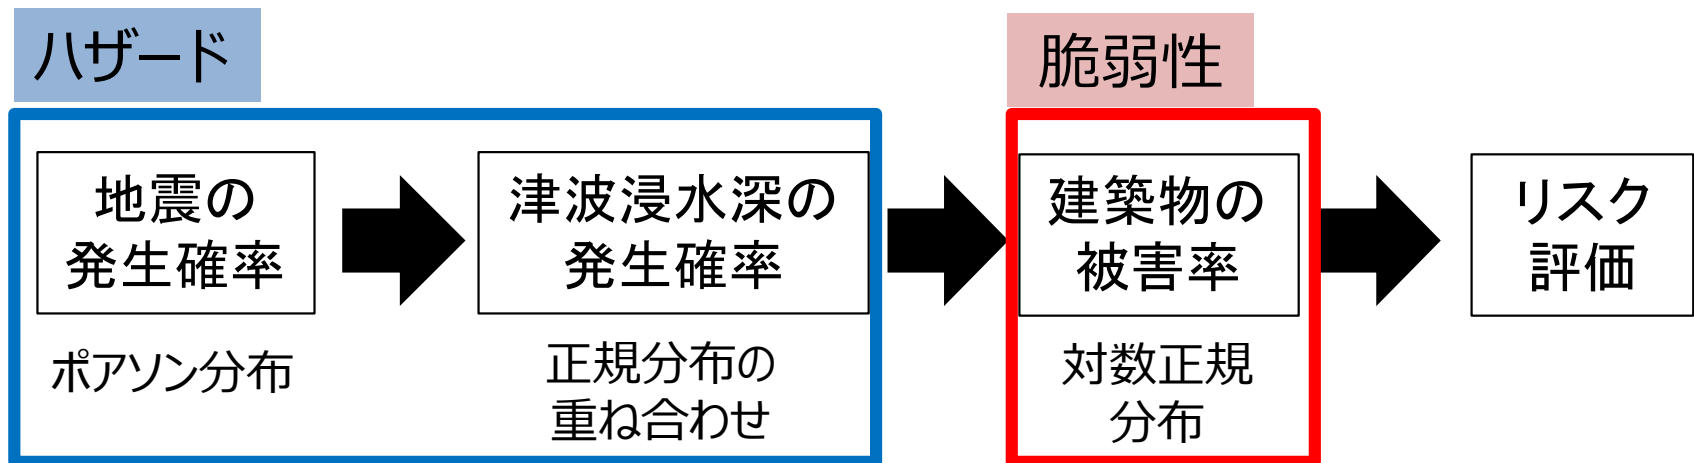 ハザード
地震の
発生確率
ポアソン分布
津波浸水深の
発生確率
正規分布の
重ね合わせ
脆弱性
建築物の
被害率
対数正規
分布
リスク
評価